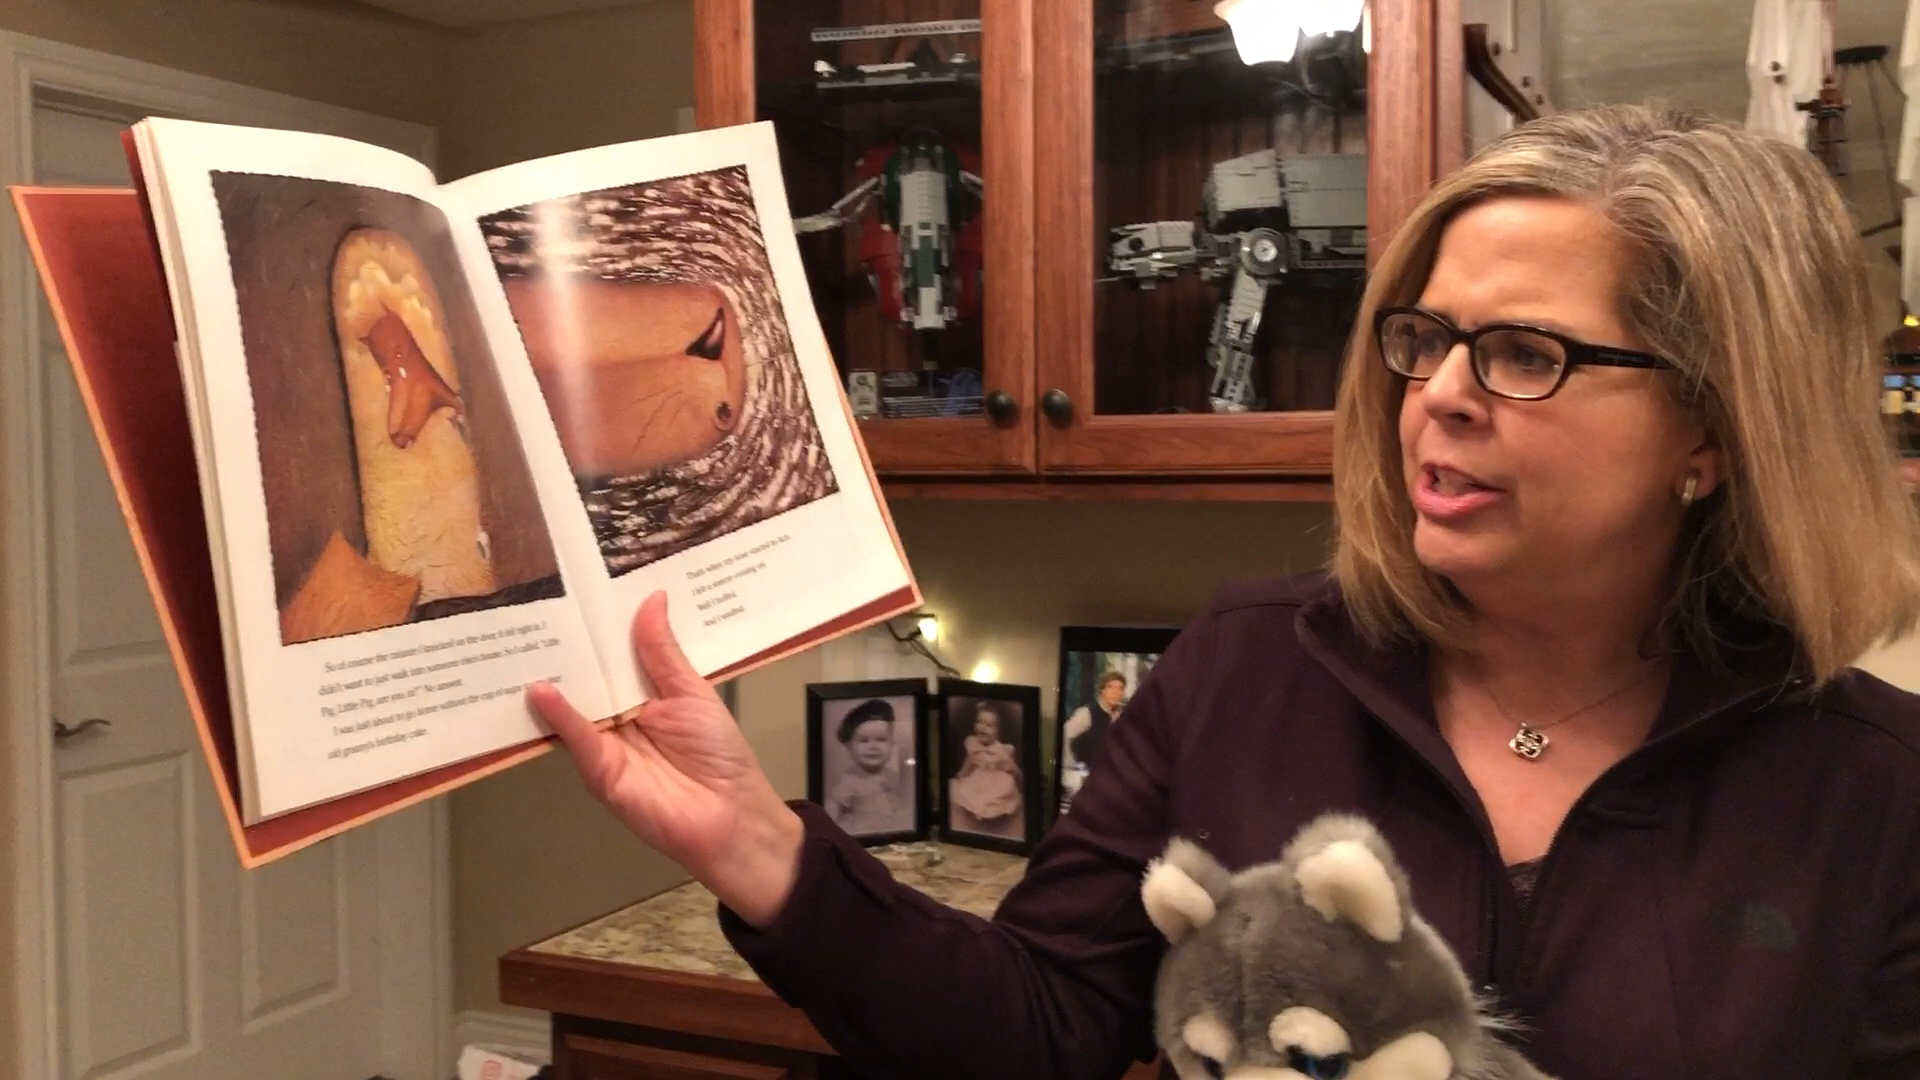 So of course the minute I knocked on the door, it fell right in. I
didn't want to just walk into someone else's house. So I called, "Little
Pig, Little Pig, are you in?" No answer.
I was just about to go home without the cup of sugar
old granny's birthday cake.
That's when my nose started to itch.
I felt a sneeze coming on.
Well I huffed.
And I snuffed.